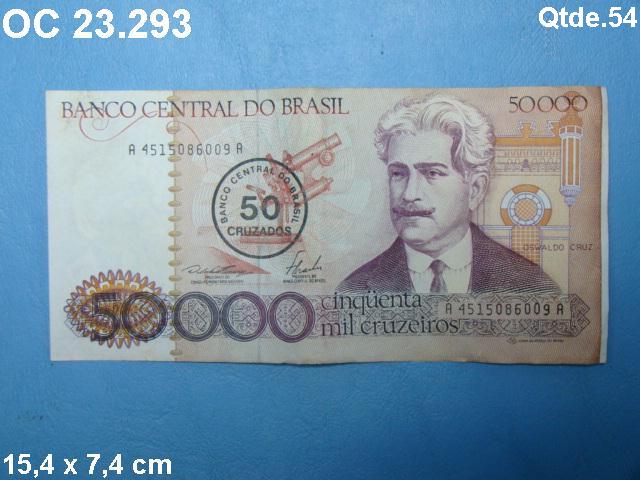 OC 23.293
Qtde.54
BANCO CENTRAL DO BRASIL
50000
A 4515086009 A
BANCO CENTRAL DO BRASIL
50
CRUZADOS
OSWALDO CRUZ
50000 cinqüenta
mil cruzeiros
A 4515086009 A
15,4 x 7,4 cm